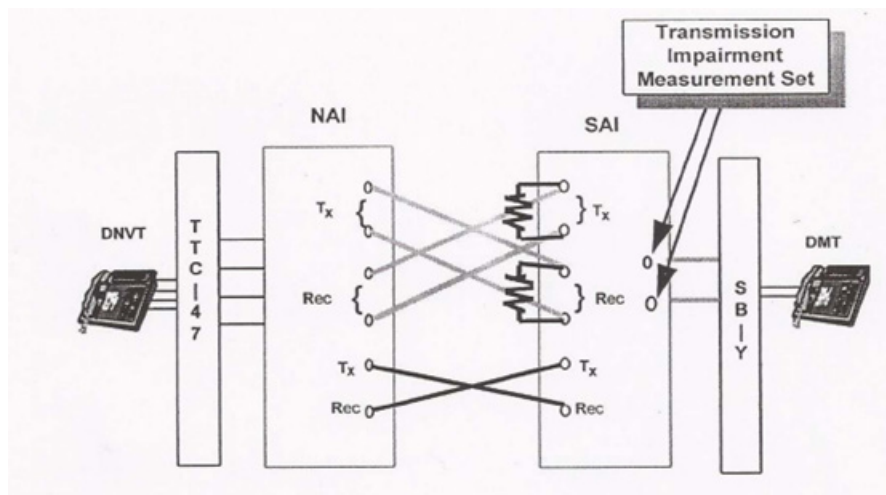 Transmission
Impairment
Measurement Set
NAI
SAI
Tx
Tx
DNVT
T
T
C
|
4
7
DMT
S
B
|
Y
Rec
Rec
Tx
Tx
Rec
Rec